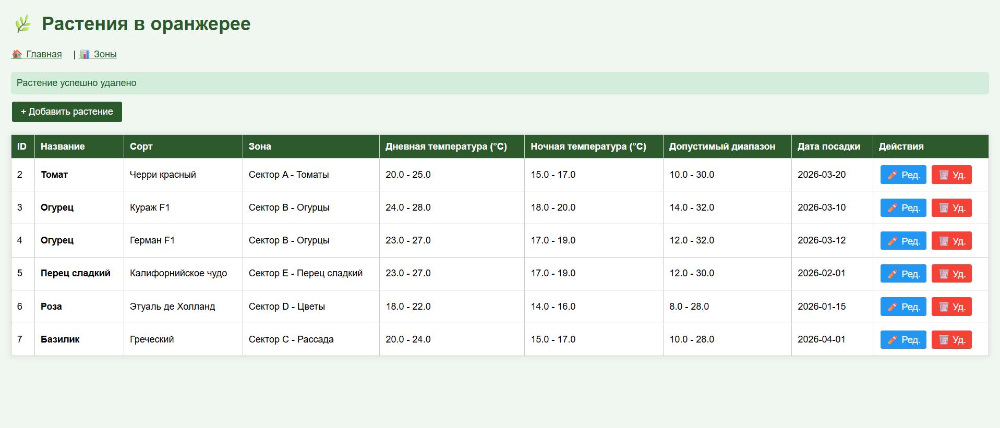 Растения в оранжерее
Главная | Зоны
Растение успешно удалено
+ Добавить растение
ID Название Сорт Зона Дневная температура (°C) Ночная температура (°C) Допустимый диапазон Дата посадки Действия
2 Томат Черри красный Сектор A - Томаты 20.0 - 25.0 15.0 - 17.0 10.0 - 30.0 2026-03-20 Ред. Уд.
3 Огурец Кураж F1 Сектор B - Огурцы 24.0 - 28.0 18.0 - 20.0 14.0 - 32.0 2026-03-10 Ред. Уд.
4 Огурец Герман F1 Сектор B - Огурцы 23.0 - 27.0 17.0 - 19.0 12.0 - 32.0 2026-03-12 Ред. Уд.
5 Перец сладкий Калифорнийское чудо Сектор E - Перец сладкий 23.0 - 27.0 17.0 - 19.0 12.0 - 30.0 2026-02-01 Ред. Уд.
6 Роза Этуаль де Холланд Сектор D - Цветы 18.0 - 22.0 14.0 - 16.0 8.0 - 28.0 2026-01-15 Ред. Уд.
7 Базилик Греческий Сектор C - Рассада 20.0 - 24.0 15.0 - 17.0 10.0 - 28.0 2026-04-01 Ред. Уд.